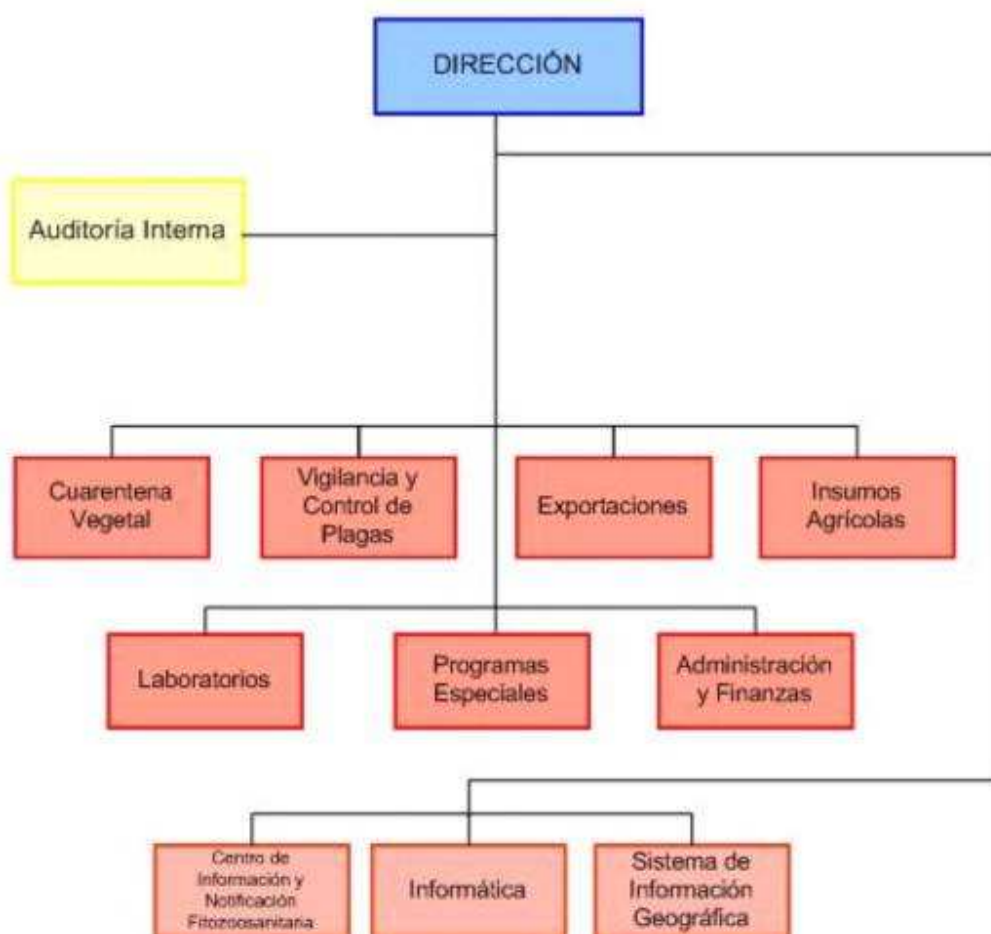 DIRECCIÓN
Auditoría Interna
Cuarentena
Vegetal
Vigilancia y
Control de
Plagas
Exportaciones
Insumos
Agrícolas
Laboratorios
Programas
Especiales
Administración
y Finanzas
Centro de
Información y
Notificación
Fitozoosanitaria
Informática
Sistema de
Información
Geográfica